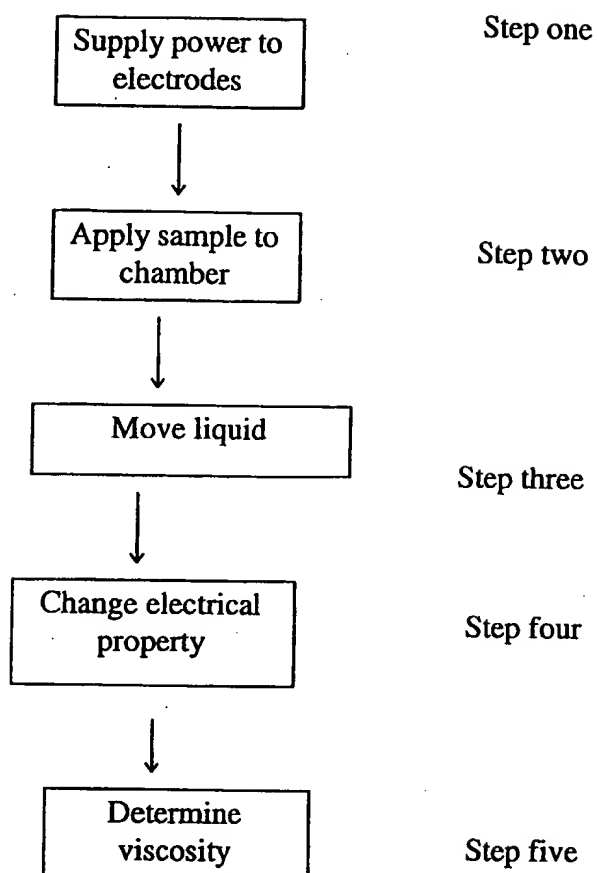 Supply power to
electrodes
Step one
Apply sample to
chamber
Step two
Move liquid
Step three
Change electrical
property
Step four
Determine
viscosity
Step five